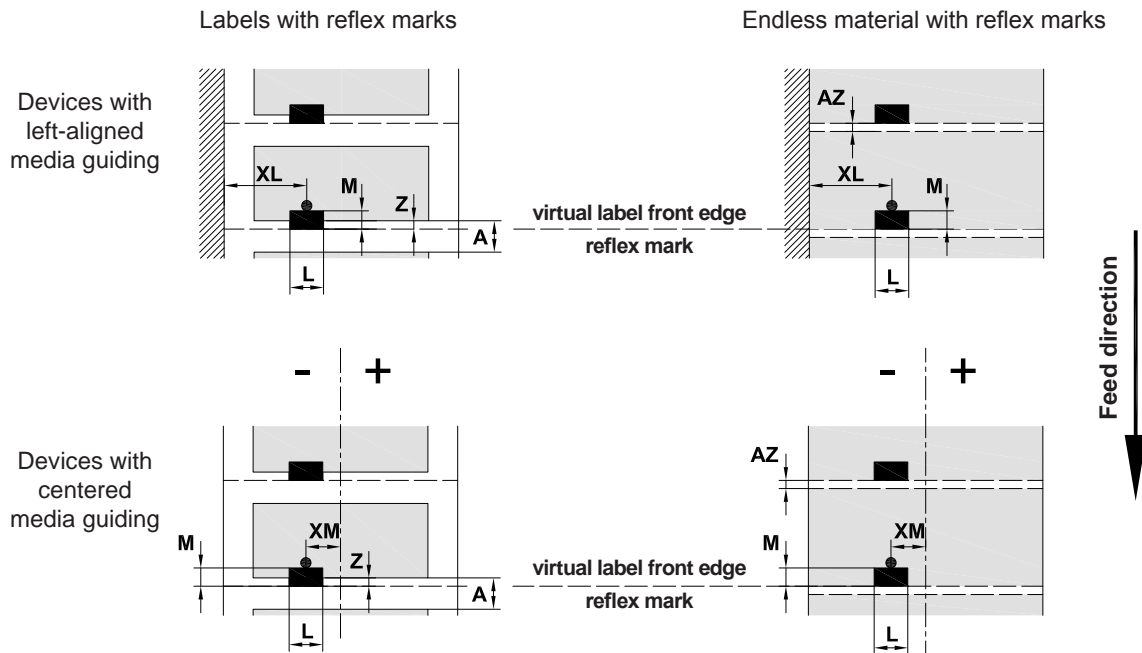 Labels with reflex marks
Endless material with reflex marks
Devices with
left-aligned
media guiding
XL
M
Z
A
L
virtual label front edge
reflex mark
AZ
XL
M
L
Feed direction
- +
- +
Devices with
centered
media guiding
M
XM
Z
A
L
virtual label front edge
reflex mark
AZ
XM
M
L